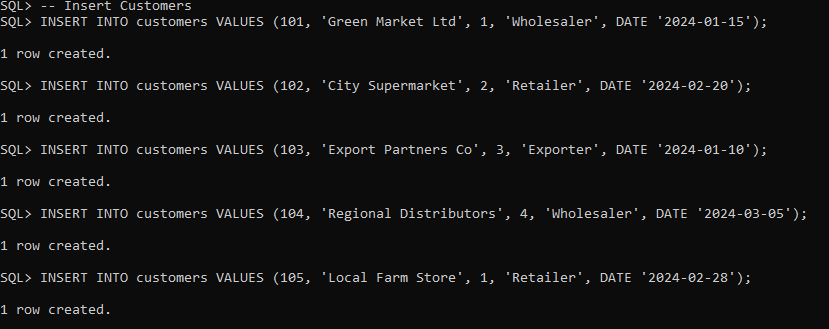 SQL> -- Insert Customers
SQL> INSERT INTO customers VALUES (101, 'Green Market Ltd', 1, 'Wholesaler', DATE '2024-01-15');
1 row created.
SQL> INSERT INTO customers VALUES (102, 'City Supermarket', 2, 'Retailer', DATE '2024-02-20');
1 row created.
SQL> INSERT INTO customers VALUES (103, 'Export Partners Co', 3, 'Exporter', DATE '2024-01-10');
1 row created.
SQL> INSERT INTO customers VALUES (104, 'Regional Distributors', 4, 'Wholesaler', DATE '2024-03-05');
1 row created.
SQL> INSERT INTO customers VALUES (105, 'Local Farm Store', 1, 'Retailer', DATE '2024-02-28');
1 row created.